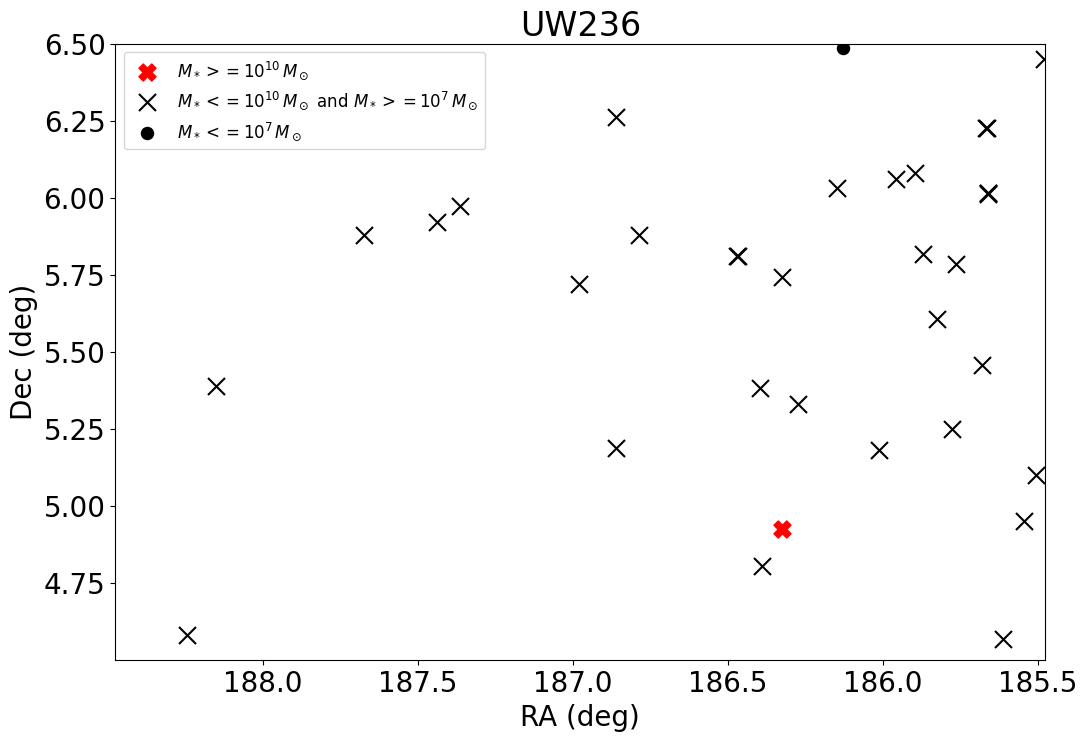 UW236
6.50
6.25
6.00
5.75
5.50
5.25
5.00
4.75
Dec (deg)
M* >= 10^10 M⊙
M* <= 10^10 M⊙ and M* >= 10^7 M⊙
M* <= 10^7 M⊙
188.0 187.5 187.0 186.5 186.0 185.5
RA (deg)